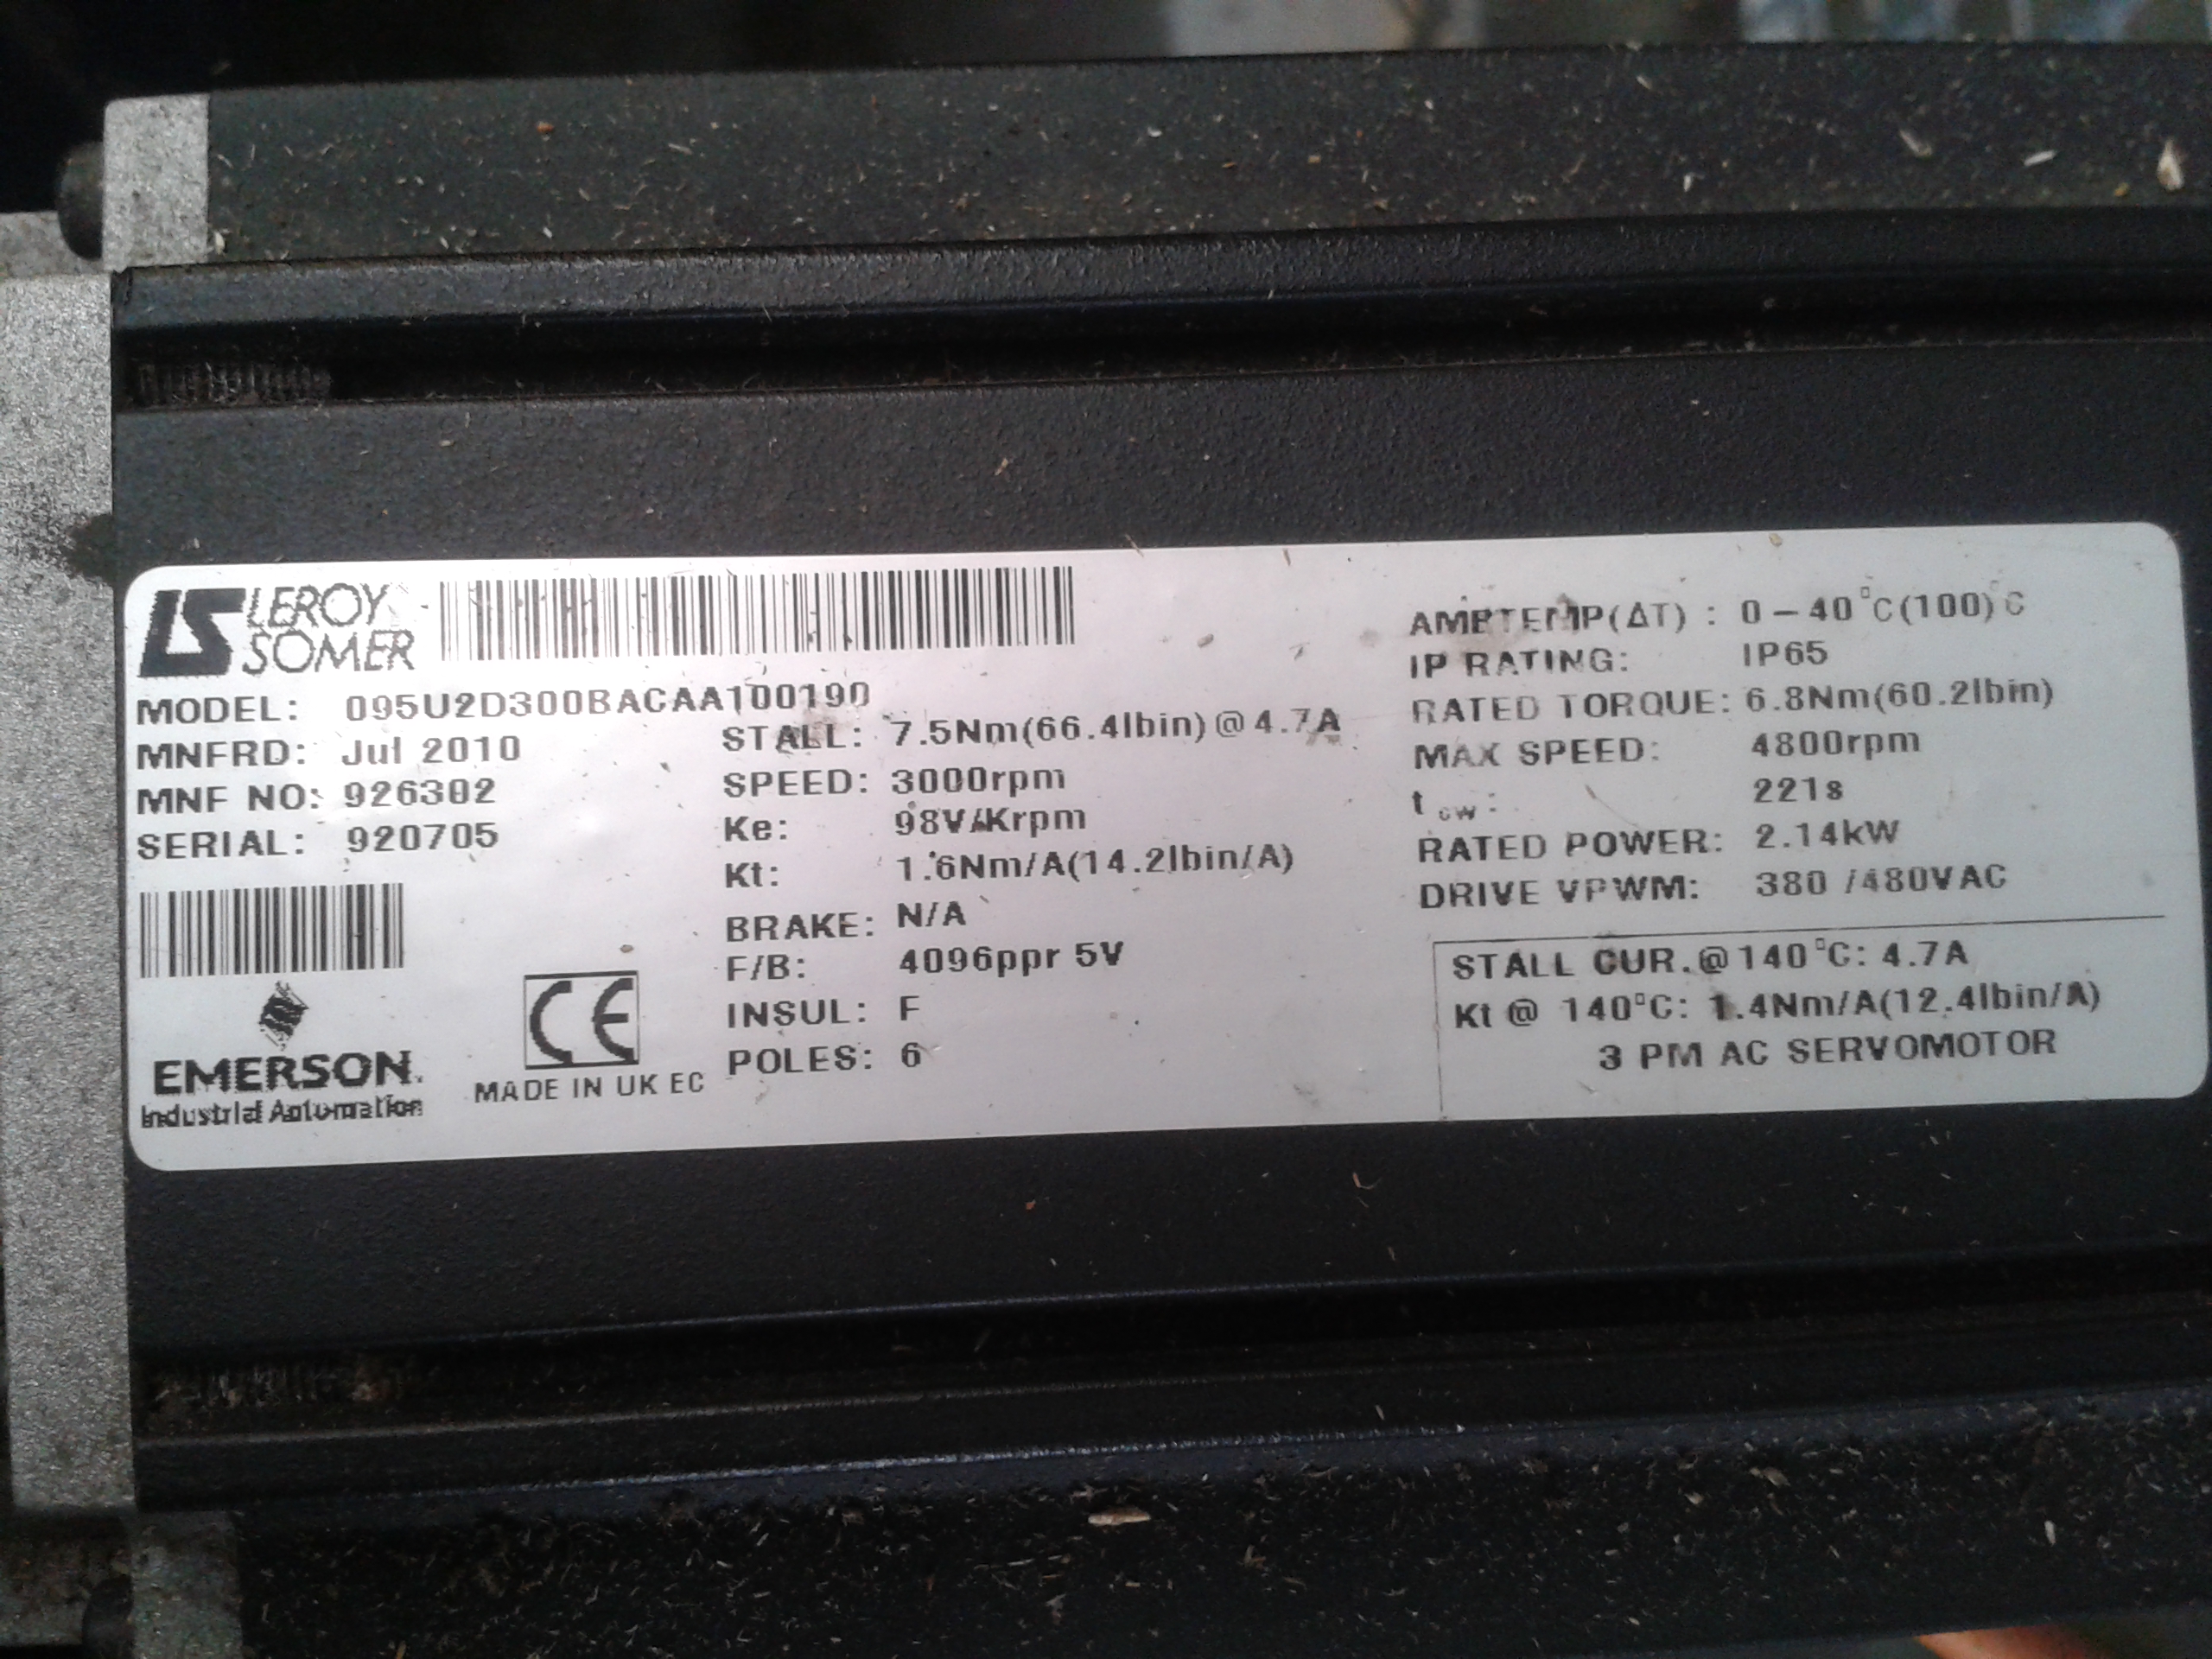 LS LEROY
SOMER
MODEL: 095U2D300BACAA100190
MNFRD: Jul 2010
MNF NO: 926302
SERIAL: 920705
EMERSON.
Industrial Automation
CE
MADE IN UK EC
STALL: 7.5Nm(66.4lbin)@4.7A
SPEED: 3000rpm
Ke: 98V/Krpm
Kt: 1.6Nm/A(14.2lbin/A)
BRAKE: N/A
F/B: 4096ppr 5V
INSUL: F
POLES: 6
AMBTEMP(ΔT) : 0-40°C(100)°C
IP RATING: IP65
RATED TORQUE: 6.8Nm(60.2lbin)
MAX SPEED: 4800rpm
t cw : 221s
RATED POWER: 2.14kW
DRIVE VPWM: 380 /480VAC
STALL CUR.@140°C: 4.7A
Kt @ 140°C: 1.4Nm/A(12.4lbin/A)
3 PM AC SERVOMOTOR